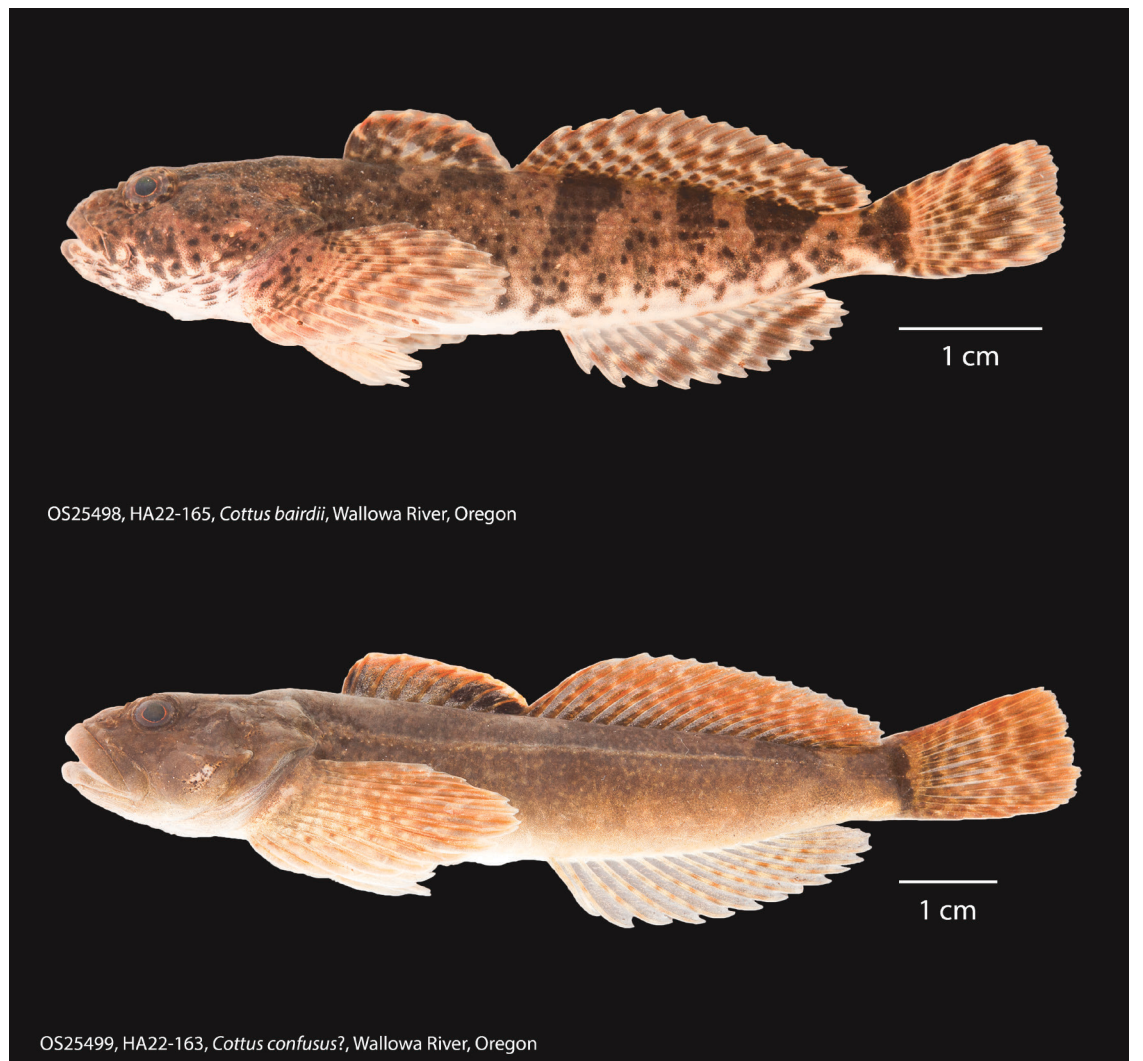 1 cm
OS25498, HA22-165, Cottus bairdii, Wallowa River, Oregon
1 cm
OS25499, HA22-163, Cottus confusus?, Wallowa River, Oregon